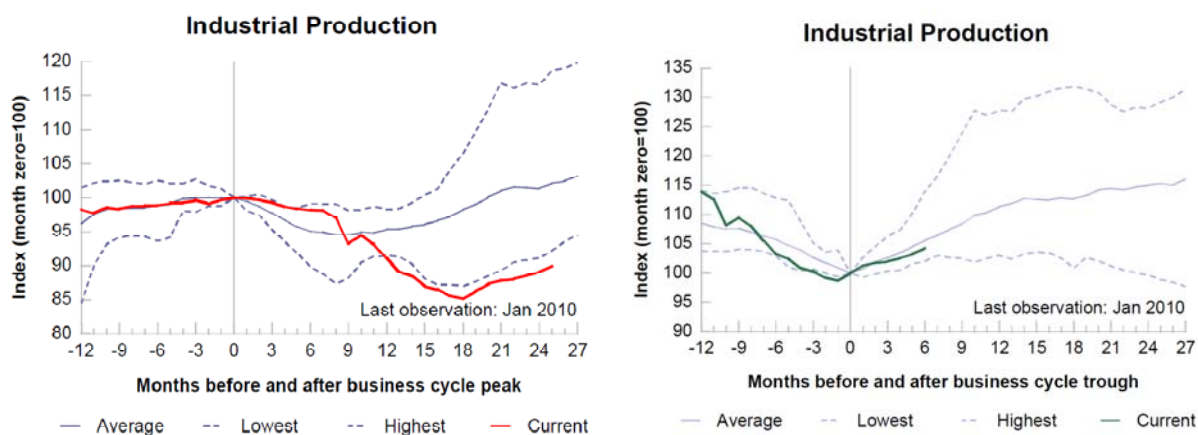 Industrial Production
Index (month zero=100)
120
115
110
105
100
95
90
85
80
Last observation: Jan 2010
-12 -9 -6 -3 0 3 6 9 12 15 18 21 24 27
Months before and after business cycle peak
Average Lowest Highest Current
Industrial Production
Index (month zero=100)
135
130
125
120
115
110
105
100
95
90
Last observation: Jan 2010
-12 -9 -6 -3 0 3 6 9 12 15 18 21 24 27
Months before and after business cycle trough
Average Lowest Highest Current